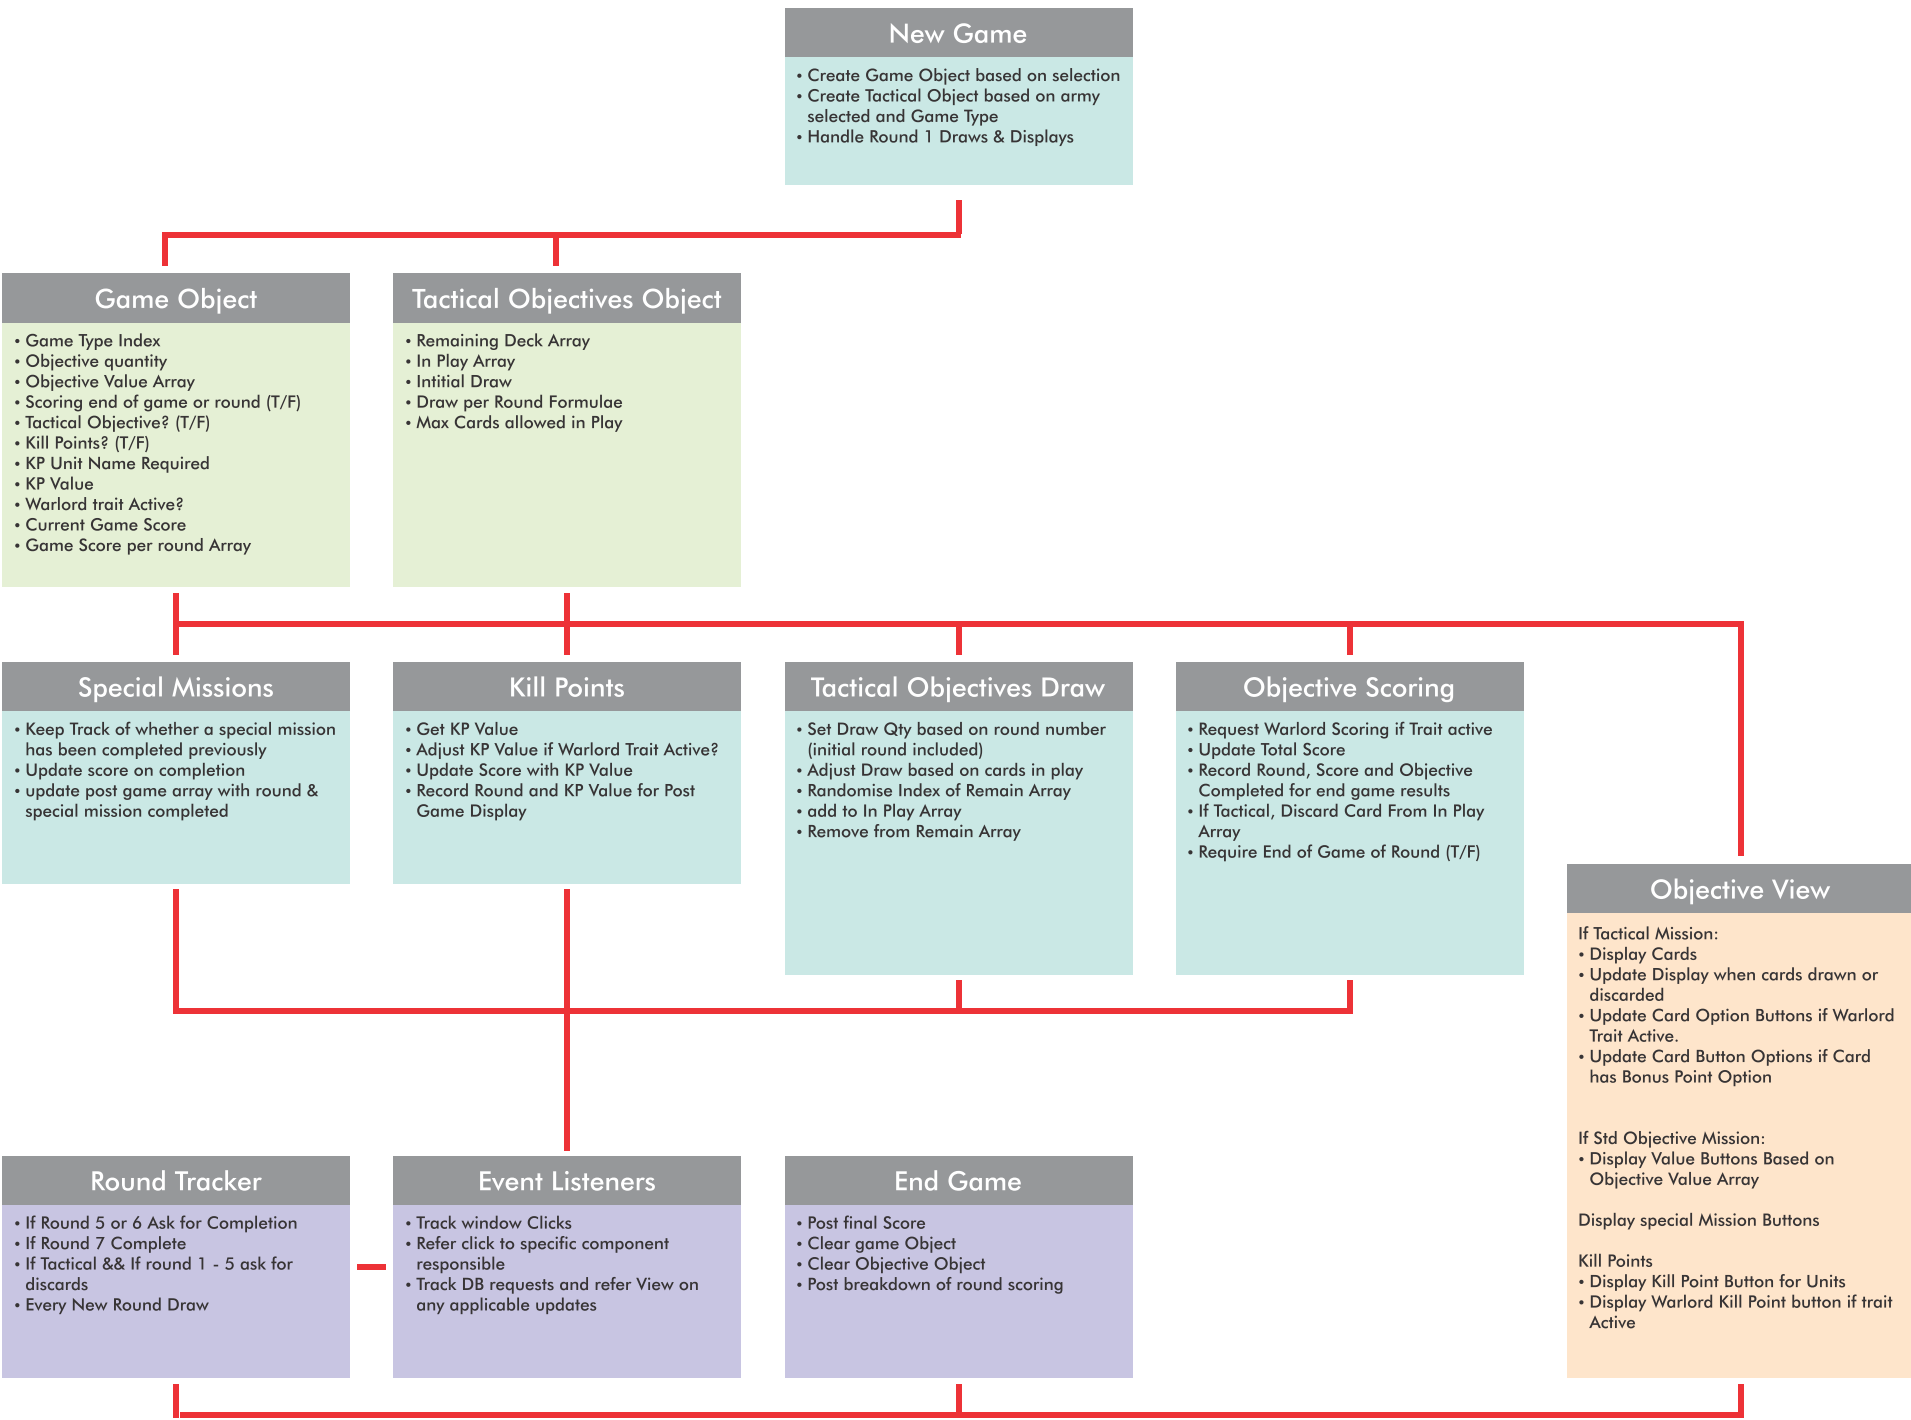 New Game
• Create Game Object based on selection
• Create Tactical Object based on army
selected and Game Type
• Handle Round 1 Draws & Displays
Game Object
• Game Type Index
• Objective quantity
• Objective Value Array
• Scoring end of game or round (T/F)
• Tactical Objective? (T/F)
• Kill Points? (T/F)
• KP Unit Name Required
• KP Value
• Warlord trait Active?
• Current Game Score
• Game Score per round Array
Tactical Objectives Object
• Remaining Deck Array
• In Play Array
• Intitial Draw
• Draw per Round Formulae
• Max Cards allowed in Play
Special Missions
• Keep Track of whether a special mission
has been completed previously
• Update score on completion
• update post game array with round &
special mission completed
Kill Points
• Get KP Value
• Adjust KP Value if Warlord Trait Active?
• Update Score with KP Value
• Record Round and KP Value for Post
Game Display
Tactical Objectives Draw
• Set Draw Qty based on round number
(initial round included)
• Adjust Draw based on cards in play
• Randomise Index of Remain Array
• add to In Play Array
• Remove from Remain Array
Objective Scoring
• Request Warlord Scoring if Trait active
• Update Total Score
• Record Round, Score and Objective
Completed for end game results
• If Tactical, Discard Card From In Play
Array
• Require End of Game of Round (T/F)
Objective View
If Tactical Mission:
• Display Cards
• Update Display when cards drawn or
discarded
• Update Card Option Buttons if Warlord
Trait Active.
• Update Card Button Options if Card
has Bonus Point Option
If Std Objective Mission:
• Display Value Buttons Based on
Objective Value Array
Display special Mission Buttons
Kill Points
• Display Kill Point Button for Units
• Display Warlord Kill Point button if trait
Active
Round Tracker
• If Round 5 or 6 Ask for Completion
• If Round 7 Complete
• If Tactical && If round 1 - 5 ask for
discards
• Every New Round Draw
Event Listeners
• Track window Clicks
• Refer click to specific component
responsible
• Track DB requests and refer View on
any applicable updates
End Game
• Post final Score
• Clear game Object
• Clear Objective Object
• Post breakdown of round scoring